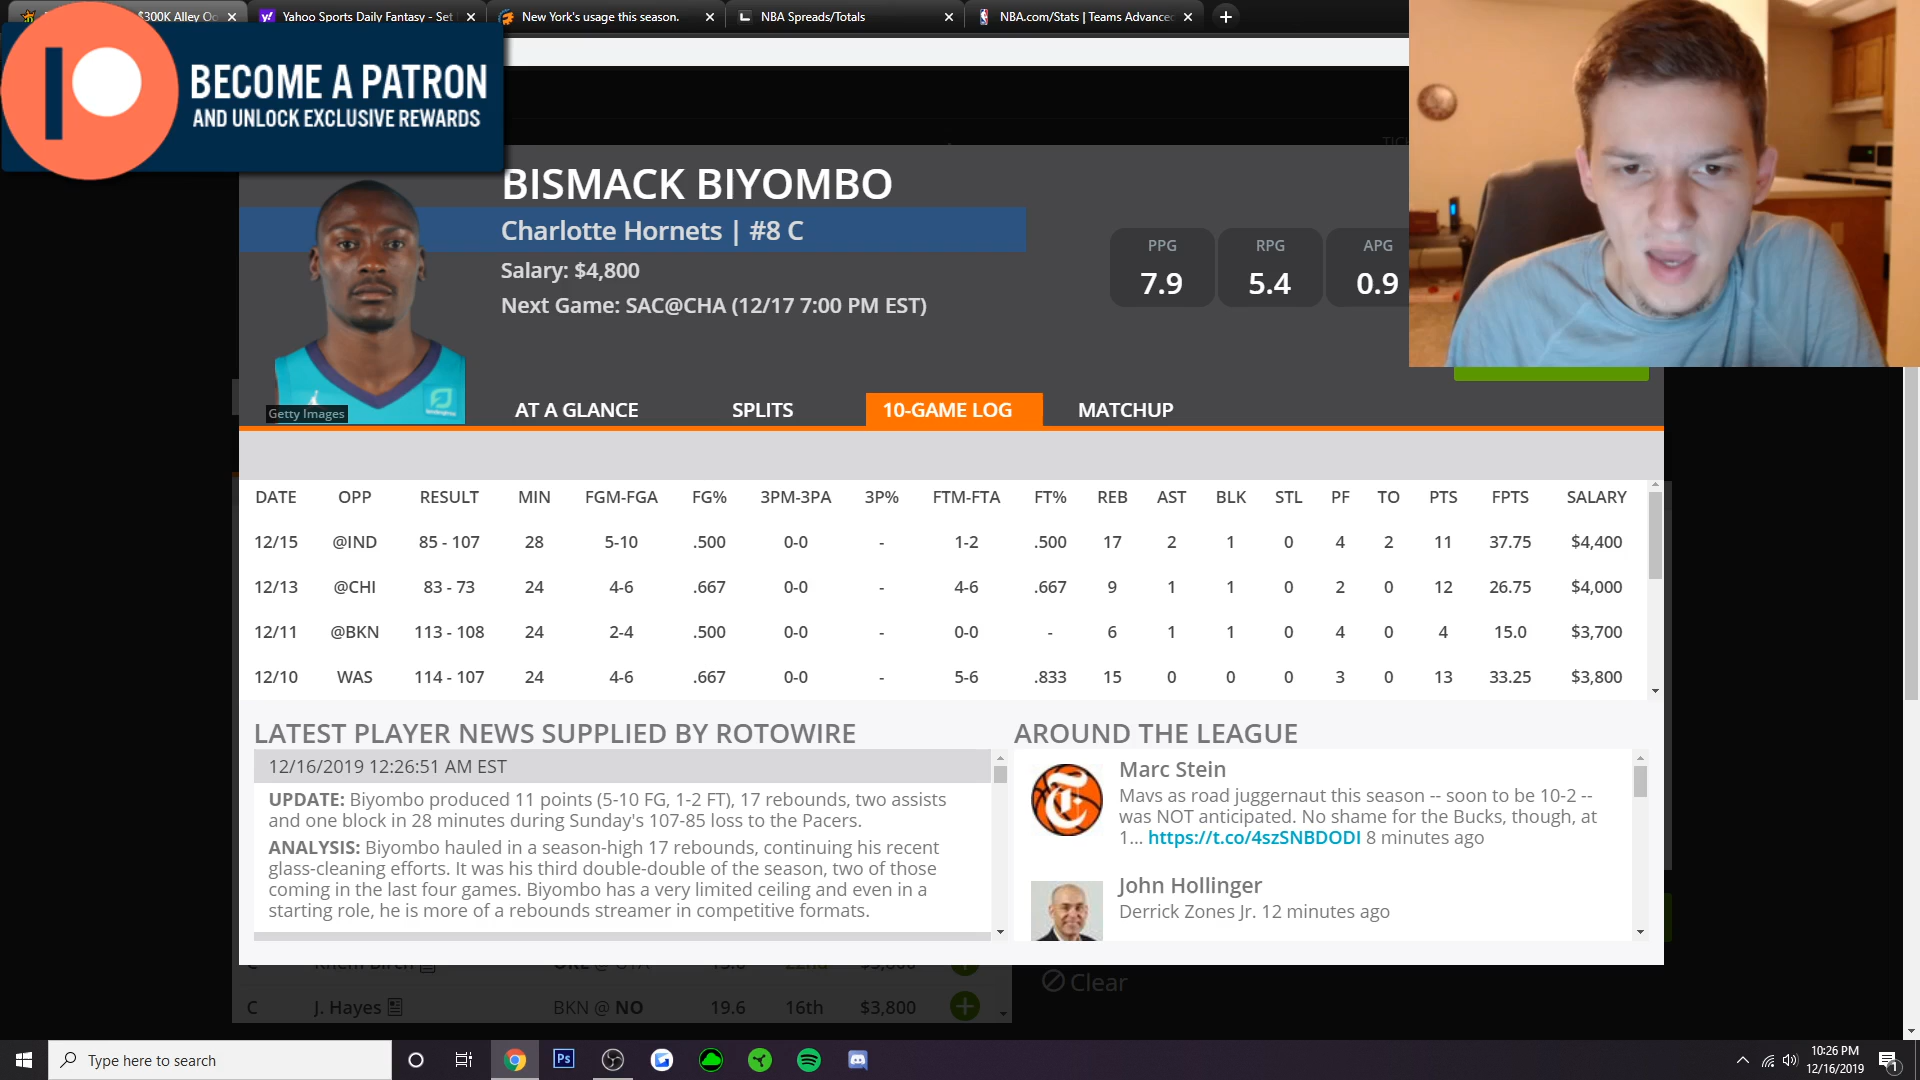 $300K Alley Oo
Yahoo Sports Daily Fantasy - Set
New York's usage this season.
NBA Spreads/Totals
NBA.com/Stats | Teams Advanced
BECOME A PATRON
AND UNLOCK EXCLUSIVE REWARDS
BISMACK BIYOMBO
Charlotte Hornets | #8 C
Salary: $4,800
Next Game: SAC@CHA (12/17 7:00 PM EST)
PPG RPG APG
7.9 5.4 0.9
Getty Images
AT A GLANCE SPLITS 10-GAME LOG MATCHUP
DATE OPP RESULT MIN FGM-FGA FG% 3PM-3PA 3P% FTM-FTA FT% REB AST BLK STL PF TO PTS FPTS SALARY
12/15 @IND 85 - 107 28 5-10 .500 0-0 - 1-2 .500 17 2 1 0 4 2 11 37.75 $4,400
12/13 @CHI 83 - 73 24 4-6 .667 0-0 - 4-6 .667 9 1 1 0 2 0 12 26.75 $4,000
12/11 @BKN 113 - 108 24 2-4 .500 0-0 - 0-0 - 6 1 1 0 4 0 4 15.0 $3,700
12/10 WAS 114 - 107 24 4-6 .667 0-0 - 5-6 .833 15 0 0 0 3 0 13 33.25 $3,800
LATEST PLAYER NEWS SUPPLIED BY ROTOWIRE
12/16/2019 12:26:51 AM EST
UPDATE: Biyombo produced 11 points (5-10 FG, 1-2 FT), 17 rebounds, two assists
and one block in 28 minutes during Sunday's 107-85 loss to the Pacers.
ANALYSIS: Biyombo hauled in a season-high 17 rebounds, continuing his recent
glass-cleaning efforts. It was his third double-double of the season, two of those
coming in the last four games. Biyombo has a very limited ceiling and even in a
starting role, he is more of a rebounds streamer in competitive formats.
AROUND THE LEAGUE
Marc Stein
Mavs as road juggernaut this season -- soon to be 10-2 --
was NOT anticipated. No shame for the Bucks, though, at
1... https://t.co/4szSNBDODI 8 minutes ago
John Hollinger
Derrick Zones Jr. 12 minutes ago
C J. Hayes BKN @ NO 19.6 16th $3,800
Clear
Type here to search
Ps
10:26 PM
12/16/2019
1